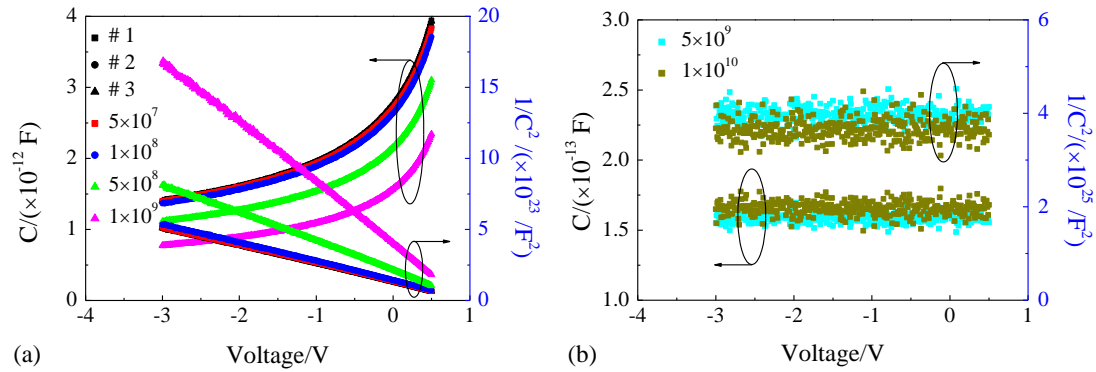 4
3
2
1
0
C/(×10⁻¹² F)
# 1
# 2
# 3
5×10⁷
1×10⁸
5×10⁸
1×10⁹
20
15
10
5
0
1/C²/(×10²³ /F²)
-4 -3 -2 -1 0 1
Voltage/V
(a)
3.0
2.5
2.0
1.5
1.0
C/(×10⁻¹³ F)
5×10⁹
1×10¹⁰
6
4
2
0
1/C²/(×10²⁵ /F²)
-4 -3 -2 -1 0 1
Voltage/V
(b)